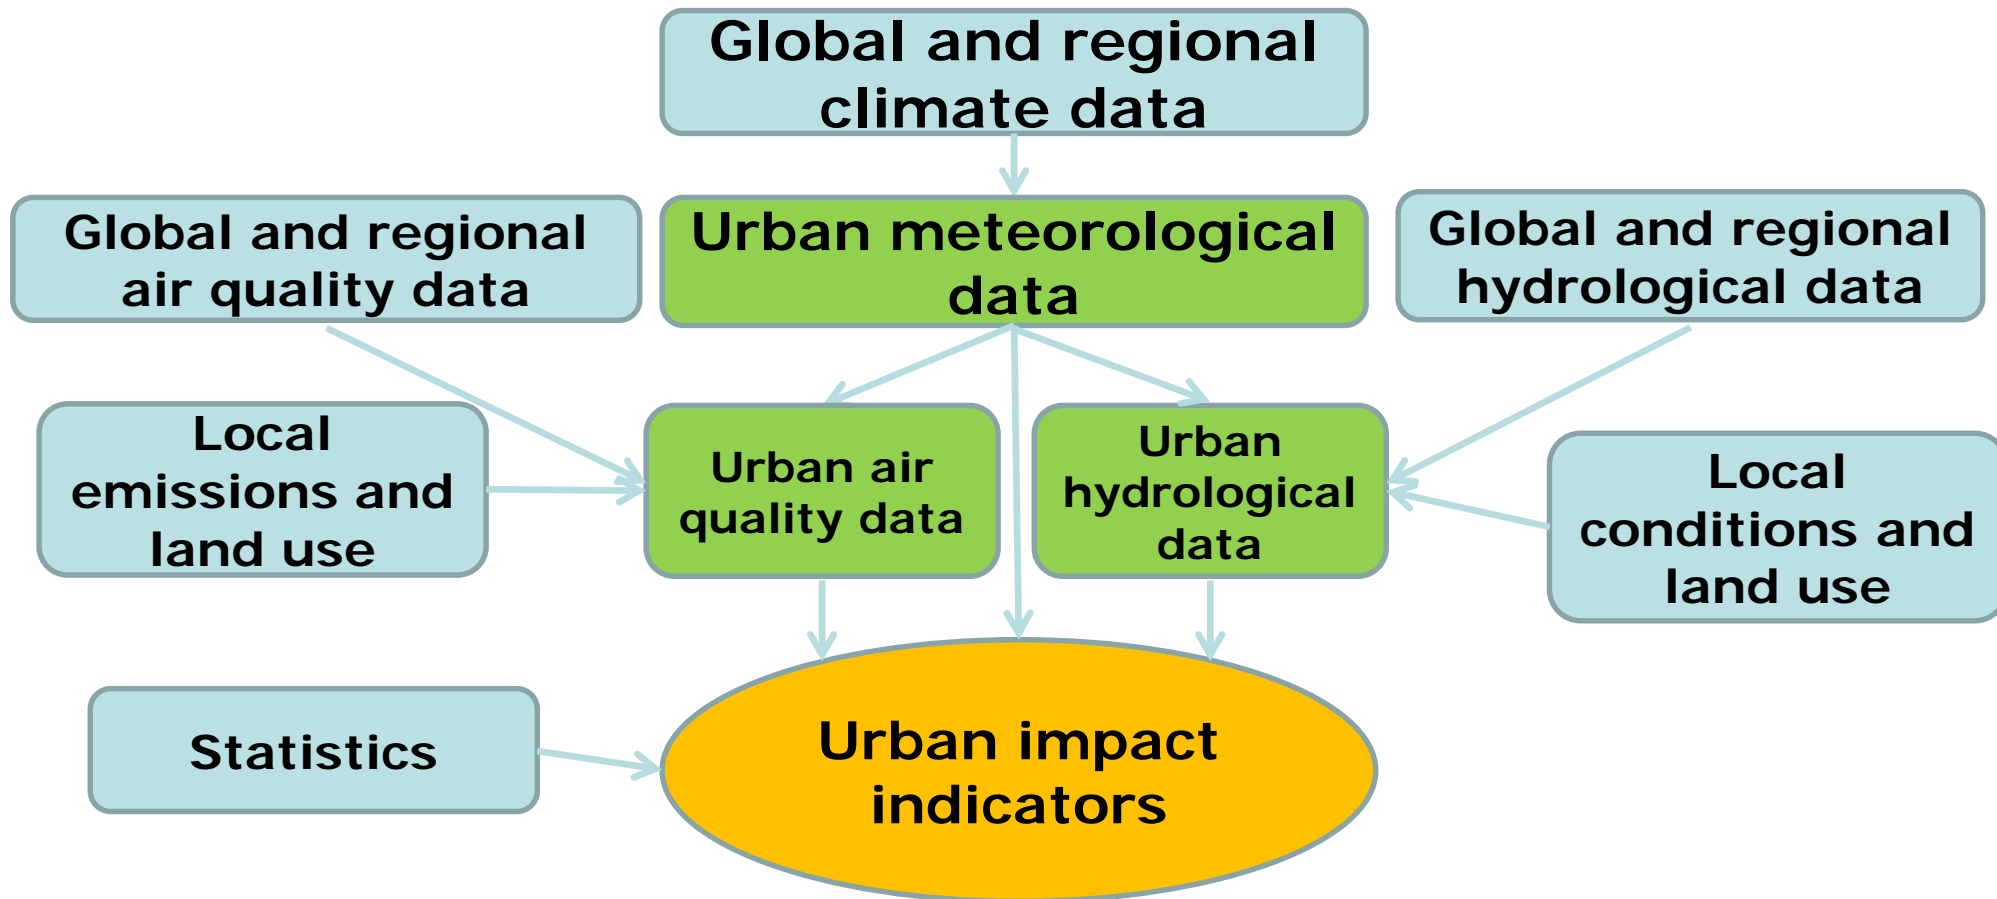 Global and regional
climate data
Global and regional
air quality data
Urban meteorological
data
Global and regional
hydrological data
Local
emissions and
land use
Urban air
quality data
Urban
hydrological
data
Local
conditions and
land use
Statistics
Urban impact
indicators